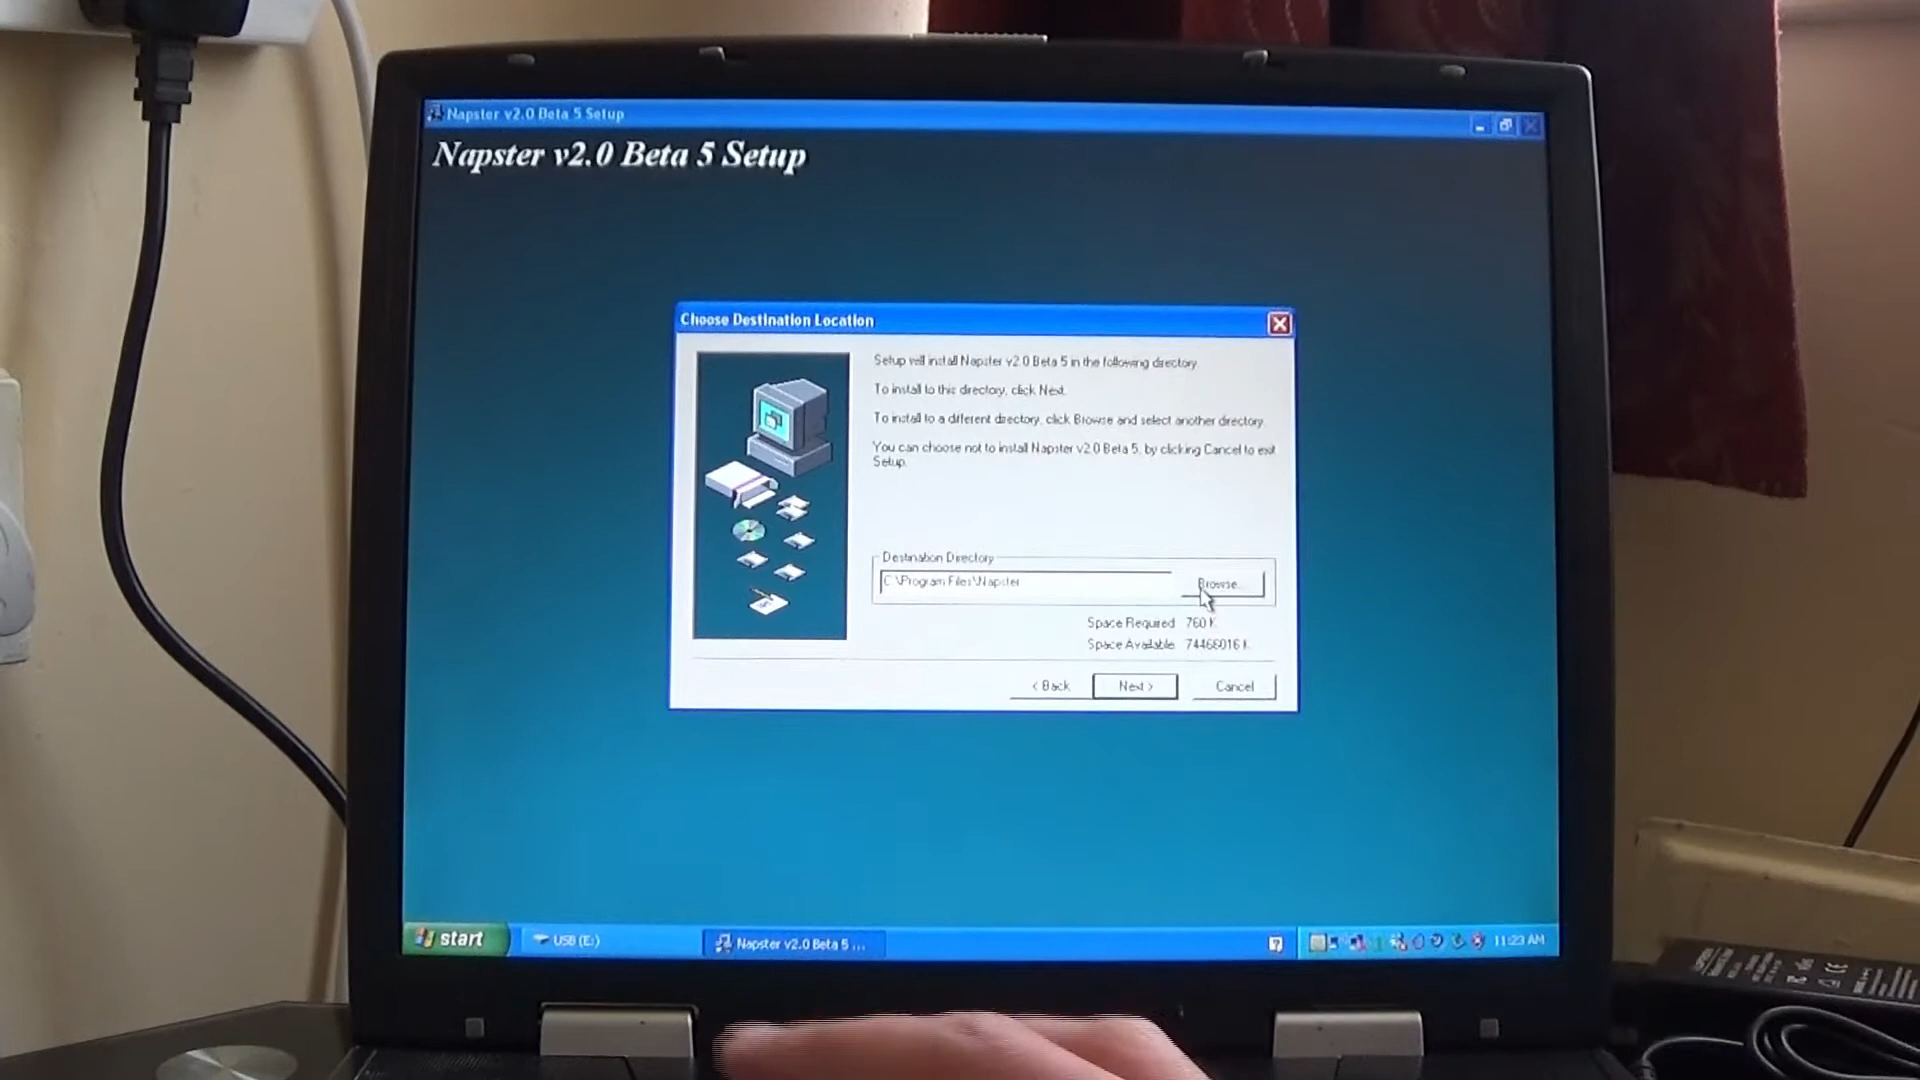 Napster v2.0 Beta 5 Setup
Napster v2.0 Beta 5 Setup
Choose Destination Location
Setup will install Napster v2.0 Beta 5 in the following directory.
To install to this directory, click Next.
To install to a different directory, click Browse and select another directory.
You can choose not to install Napster v2.0 Beta 5, by clicking Cancel to exit
Setup.
Destination Directory
C:\Program Files\Napster
Browse...
Space Required 760 K
Space Available 74466016 K
< Back
Next >
Cancel
start
USB (E:)
Napster v2.0 Beta 5 ...
11:23 AM